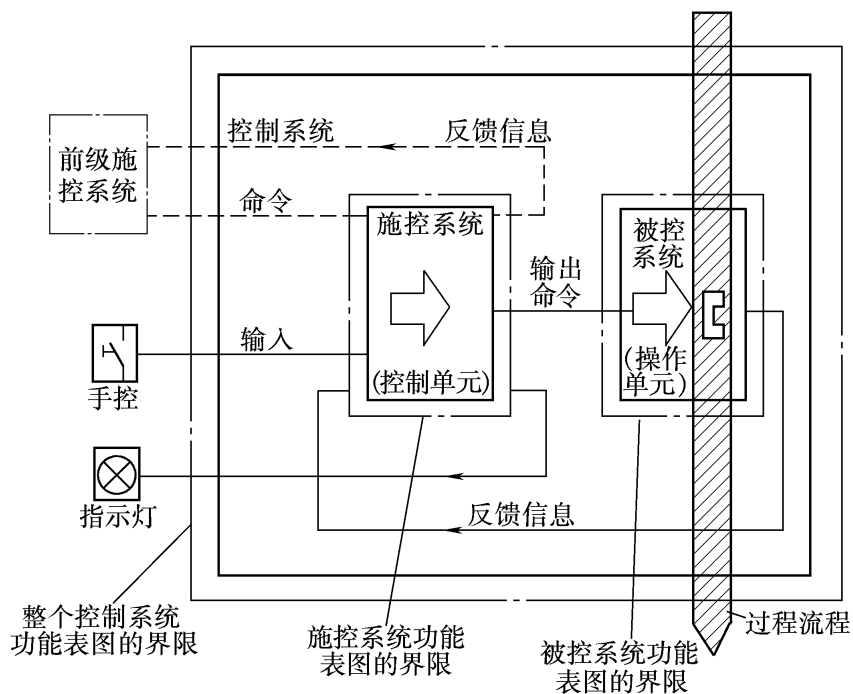 控制系统
反馈信息
前级施
控系统
命令
施控系统
被控
系统
输出
命令
输入
(控制单元)
(操作
单元)
手控
指示灯
反馈信息
整个控制系统
功能表图的界限
施控系统功能
表图的界限
被控系统功能
表图的界限
过程流程